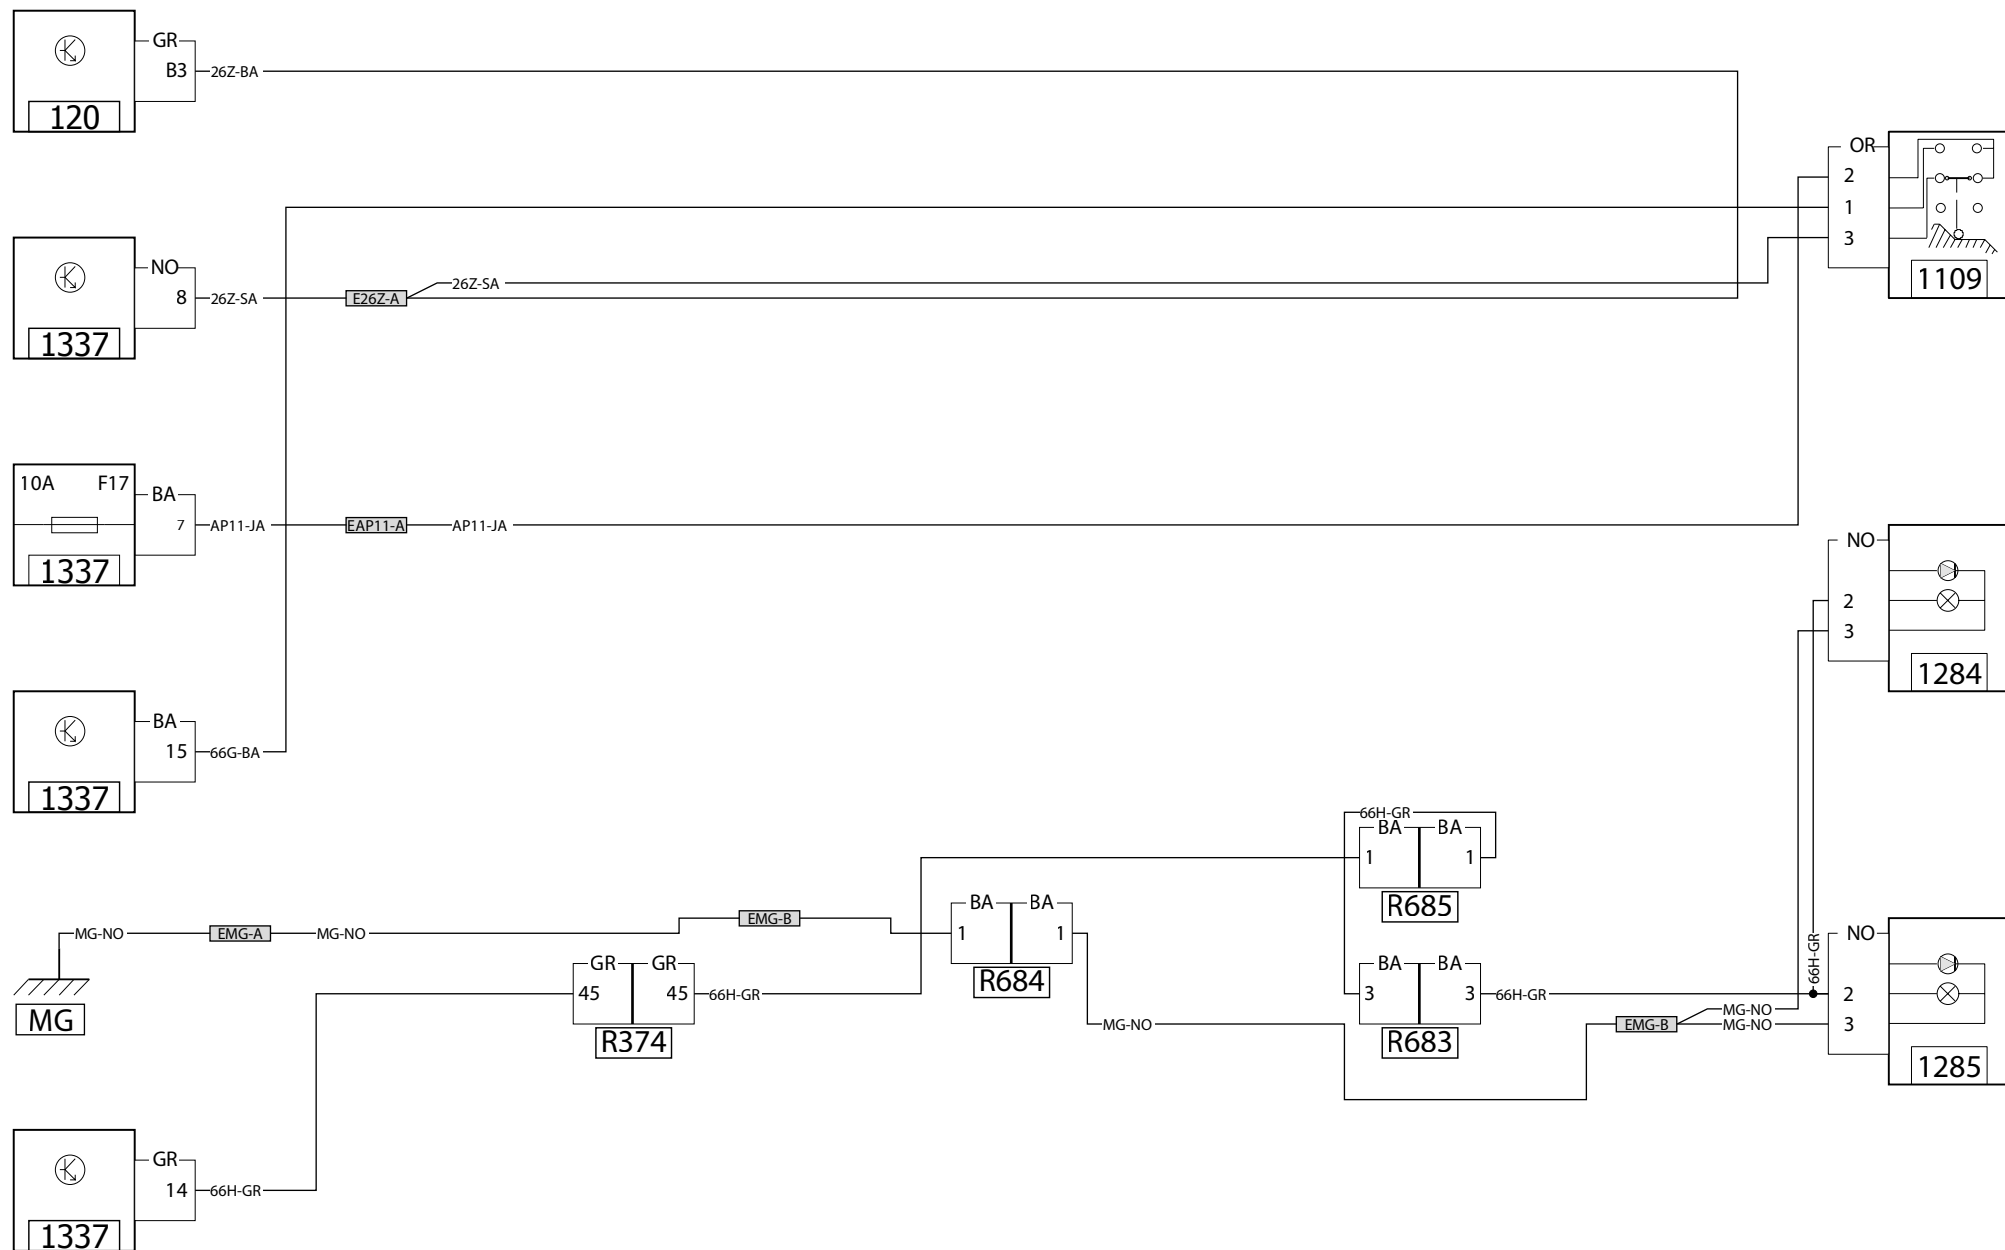 GR
B3 26Z-BA
120
OR
2
1
3
1109
NO
8 26Z-SA E26Z-A 26Z-SA
1337
10A F17 BA
7 AP11-JA EAP11-A AP11-JA
1337
NO
2
3
1284
BA
15 66G-BA
1337
66H-GR
BA BA
1 1
R685
BA BA
1 1
R684
MG-NO EMG-A MG-NO EMG-B
MG
GR GR
45 45 66H-GR
R374
BA BA
3 3 66H-GR
R683
66H-GR
NO
2
3
1285
MG-NO EMG-B MG-NO
MG-NO
GR
14 66H-GR
1337